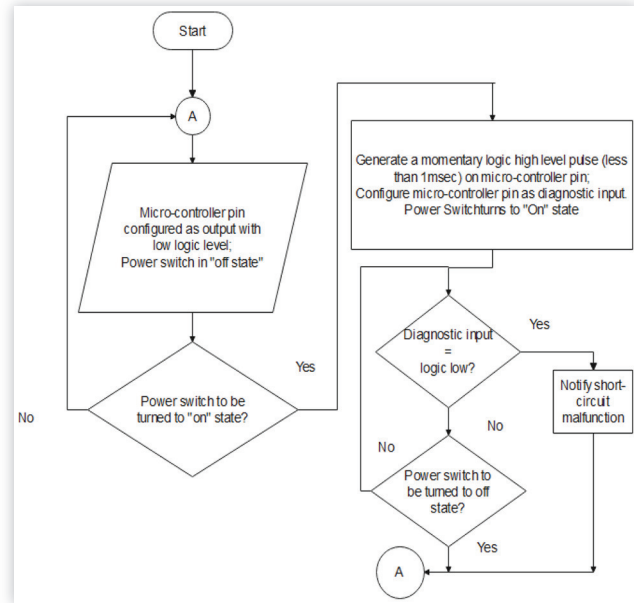 Start
A
Micro-controller pin
configured as output with
low logic level;
Power switch in "off state"
Power switch to be
turned to "on" state?
No
Yes
Generate a momentary logic high level pulse (less
than 1msec) on micro-controller pin;
Configure micro-controller pin as diagnostic input.
Power Switchturns to "On" state
Diagnostic input
=
logic low?
Yes
Notify short-
circuit
malfunction
No
Power switch to
be turned to off
state?
No
Yes
A